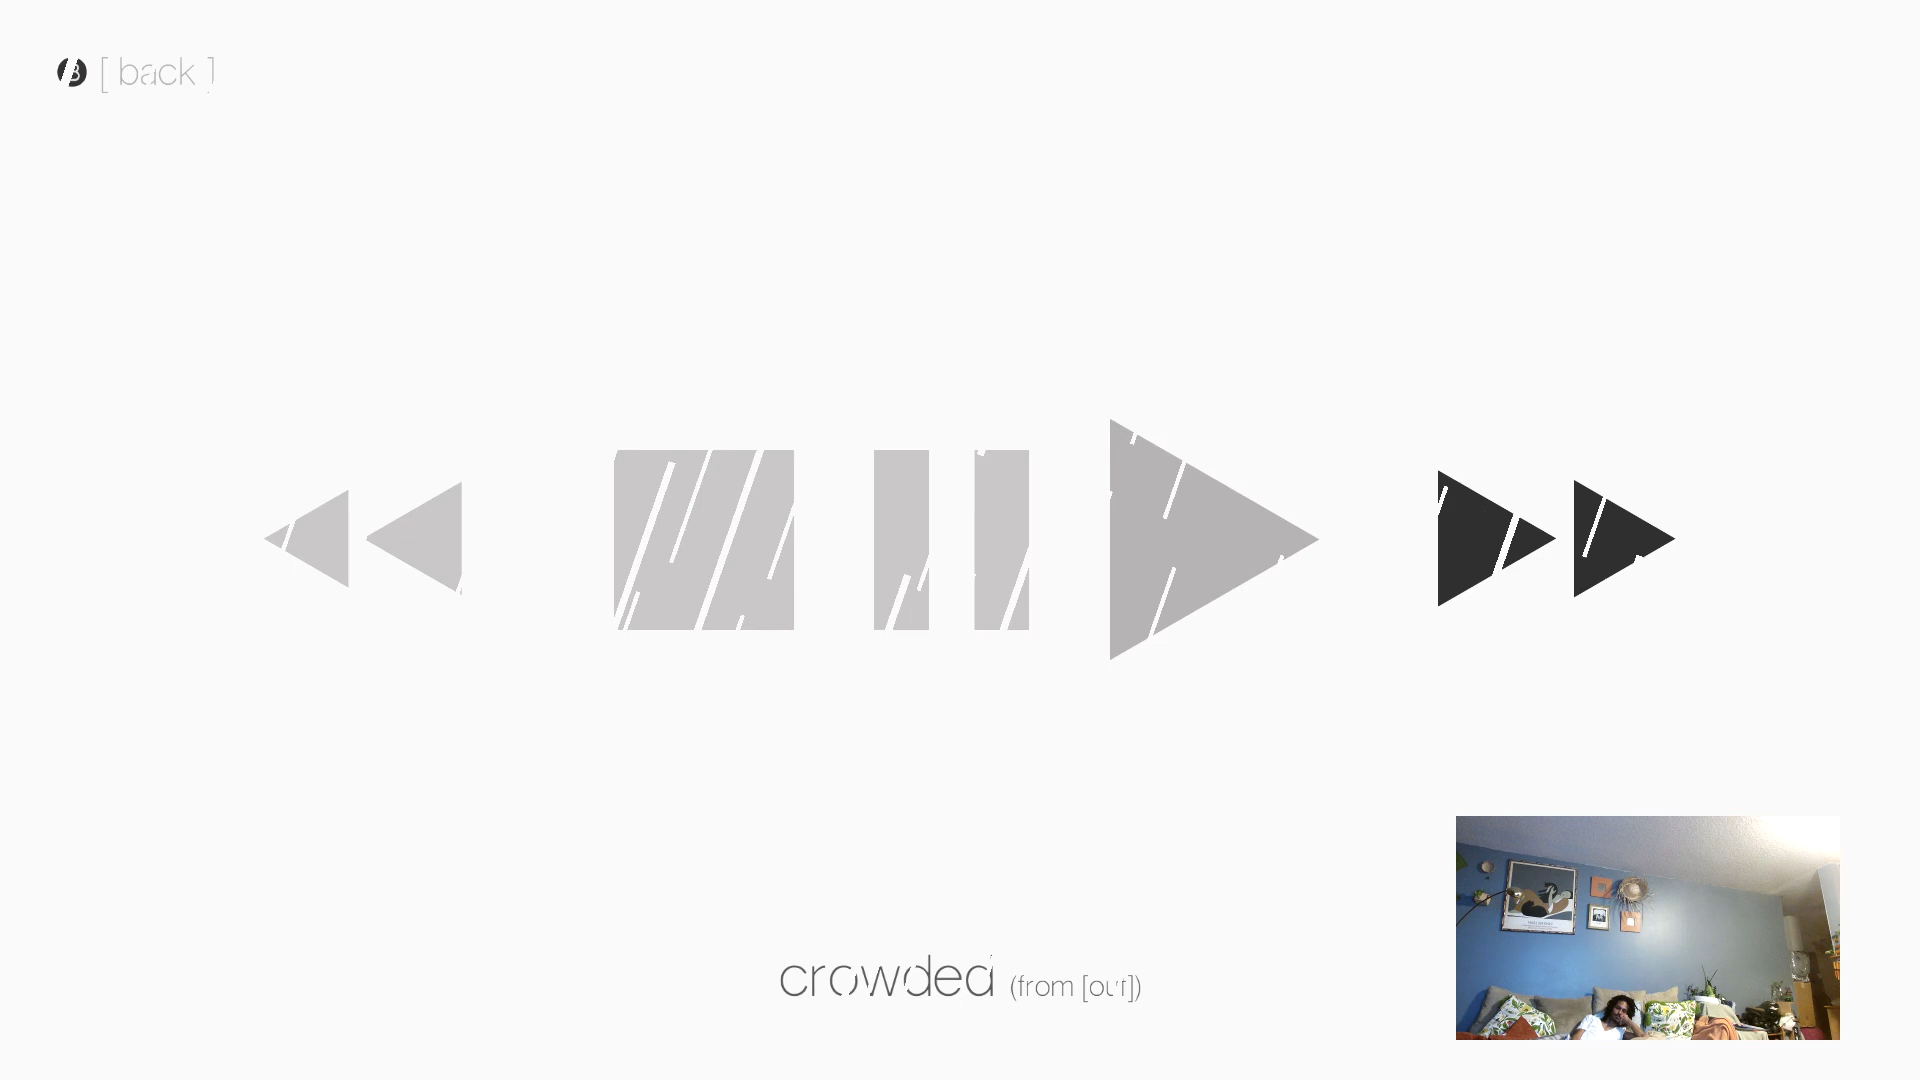 B [ back ]
crowded (from [out])